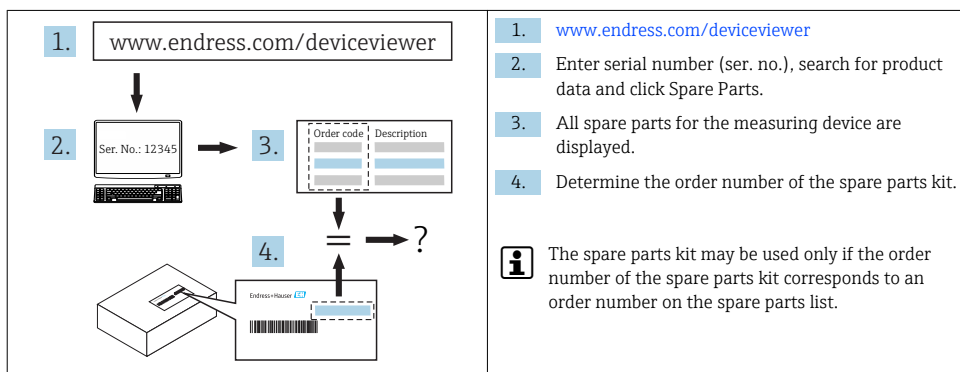 1.
www.endress.com/deviceviewer
2.
Ser. No.: 12345
3.
Order code
Description
4.
=
?
Endress+Hauser EH
1. www.endress.com/deviceviewer
2. Enter serial number (ser. no.), search for product
data and click Spare Parts.
3. All spare parts for the measuring device are
displayed.
4. Determine the order number of the spare parts kit.
i
The spare parts kit may be used only if the order
number of the spare parts kit corresponds to an
order number on the spare parts list.